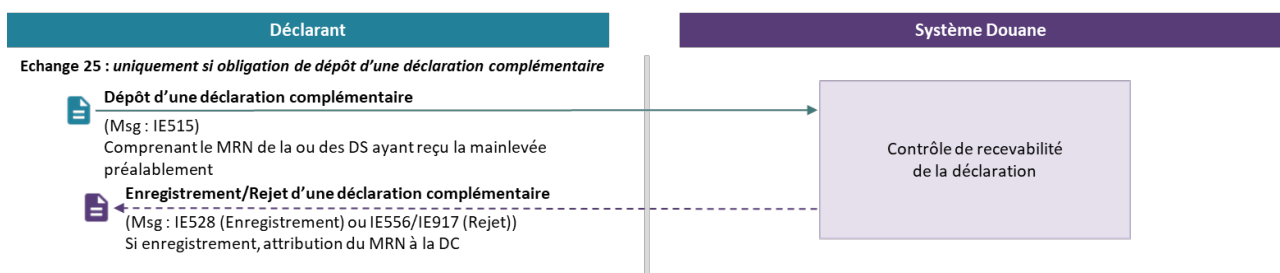 Déclarant
Système Douane
Echange 25 : uniquement si obligation de dépôt d'une déclaration complémentaire
Dépôt d'une déclaration complémentaire
(Msg : IE515)
Comprenant le MRN de la ou des DS ayant reçu la mainlevée
préalablement
Contrôle de recevabilité
de la déclaration
Enregistrement/Rejet d'une déclaration complémentaire
(Msg : IE528 (Enregistrement) ou IE556/IE917 (Rejet))
Si enregistrement, attribution du MRN à la DC